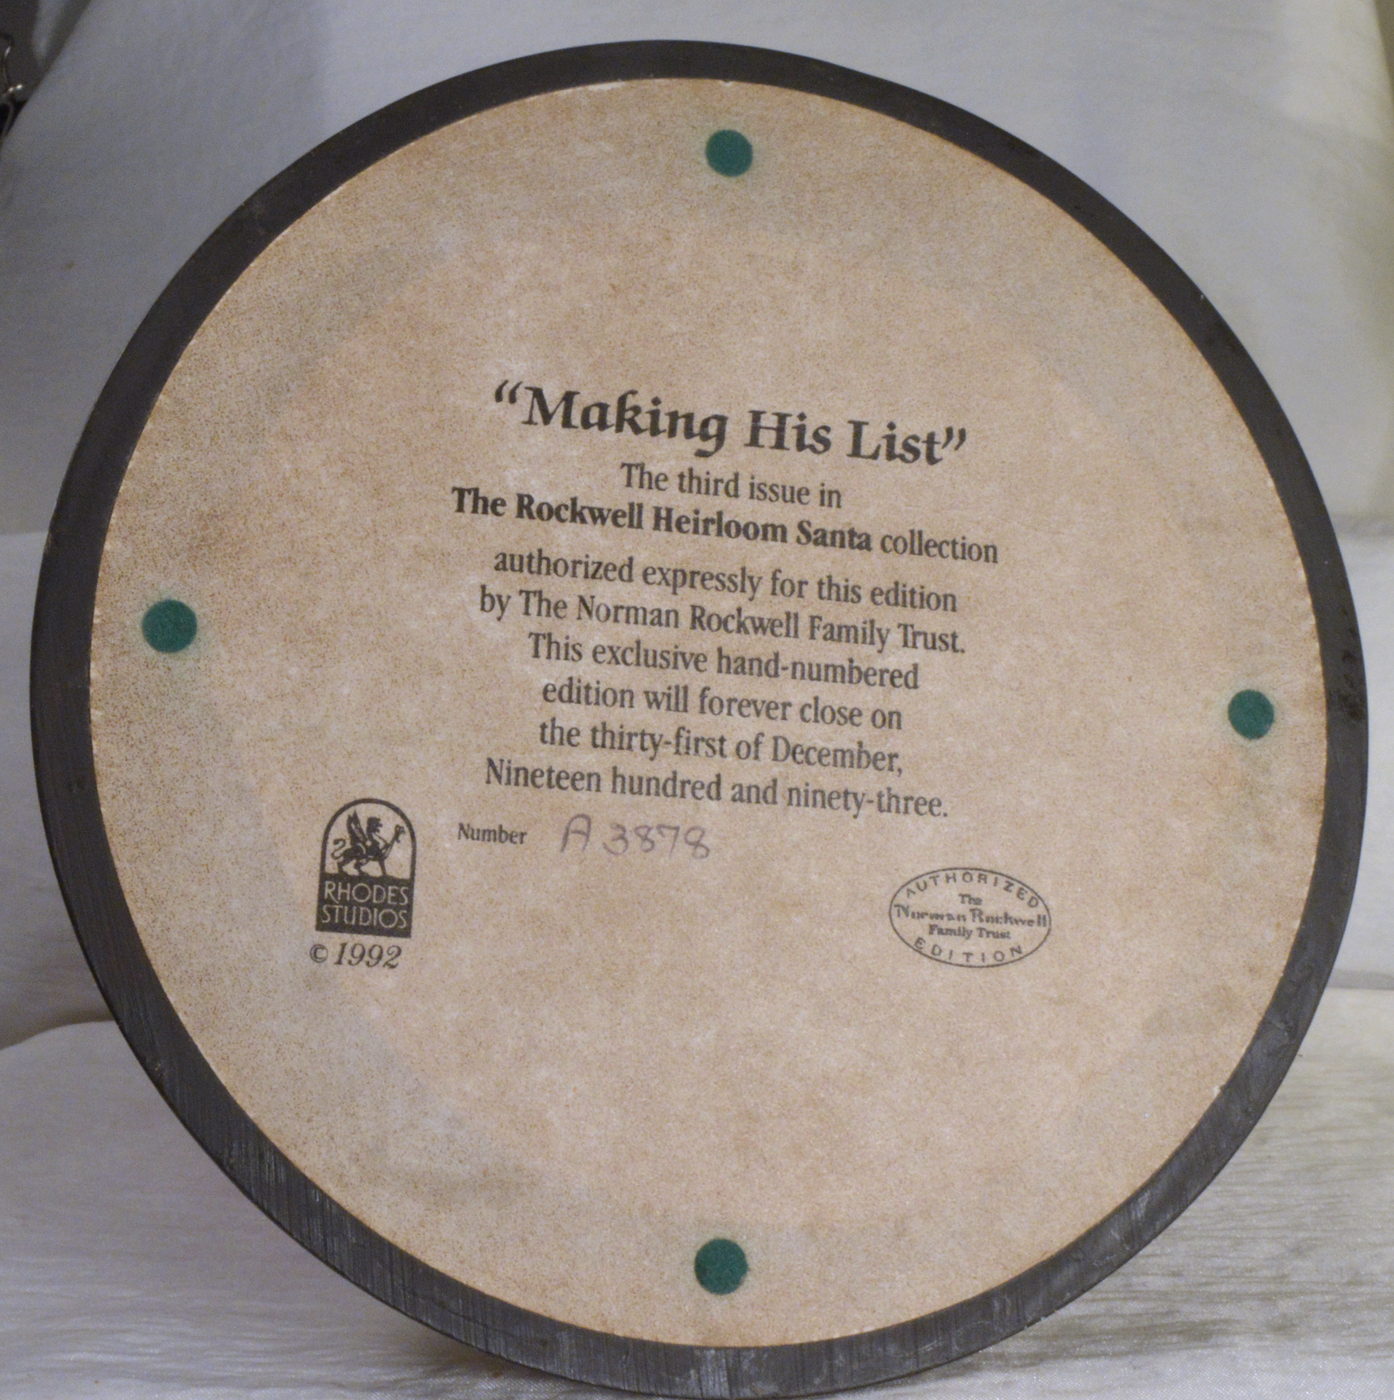 “Making His List”
The third issue in
The Rockwell Heirloom Santa collection
authorized expressly for this edition
by The Norman Rockwell Family Trust.
This exclusive hand-numbered
edition will forever close on
the thirty-first of December,
Nineteen hundred and ninety-three.
Number A 3878
RHODES
STUDIOS
© 1992
AUTHORIZED
The
Norman Rockwell
Family Trust
EDITION